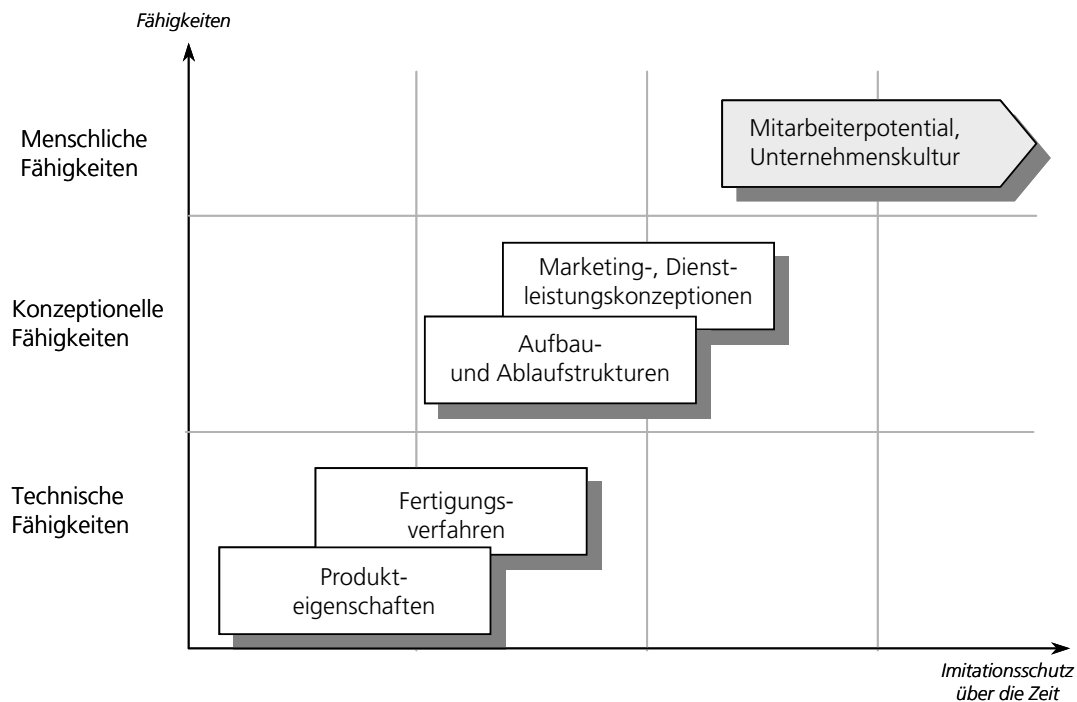 Fähigkeiten
Menschliche
Fähigkeiten
Mitarbeiterpotential,
Unternehmenskultur
Konzeptionelle
Fähigkeiten
Marketing-, Dienst-
leistungskonzeptionen
Aufbau-
und Ablaufstrukturen
Technische
Fähigkeiten
Fertigungs-
verfahren
Produkt-
eigenschaften
Imitationsschutz
über die Zeit